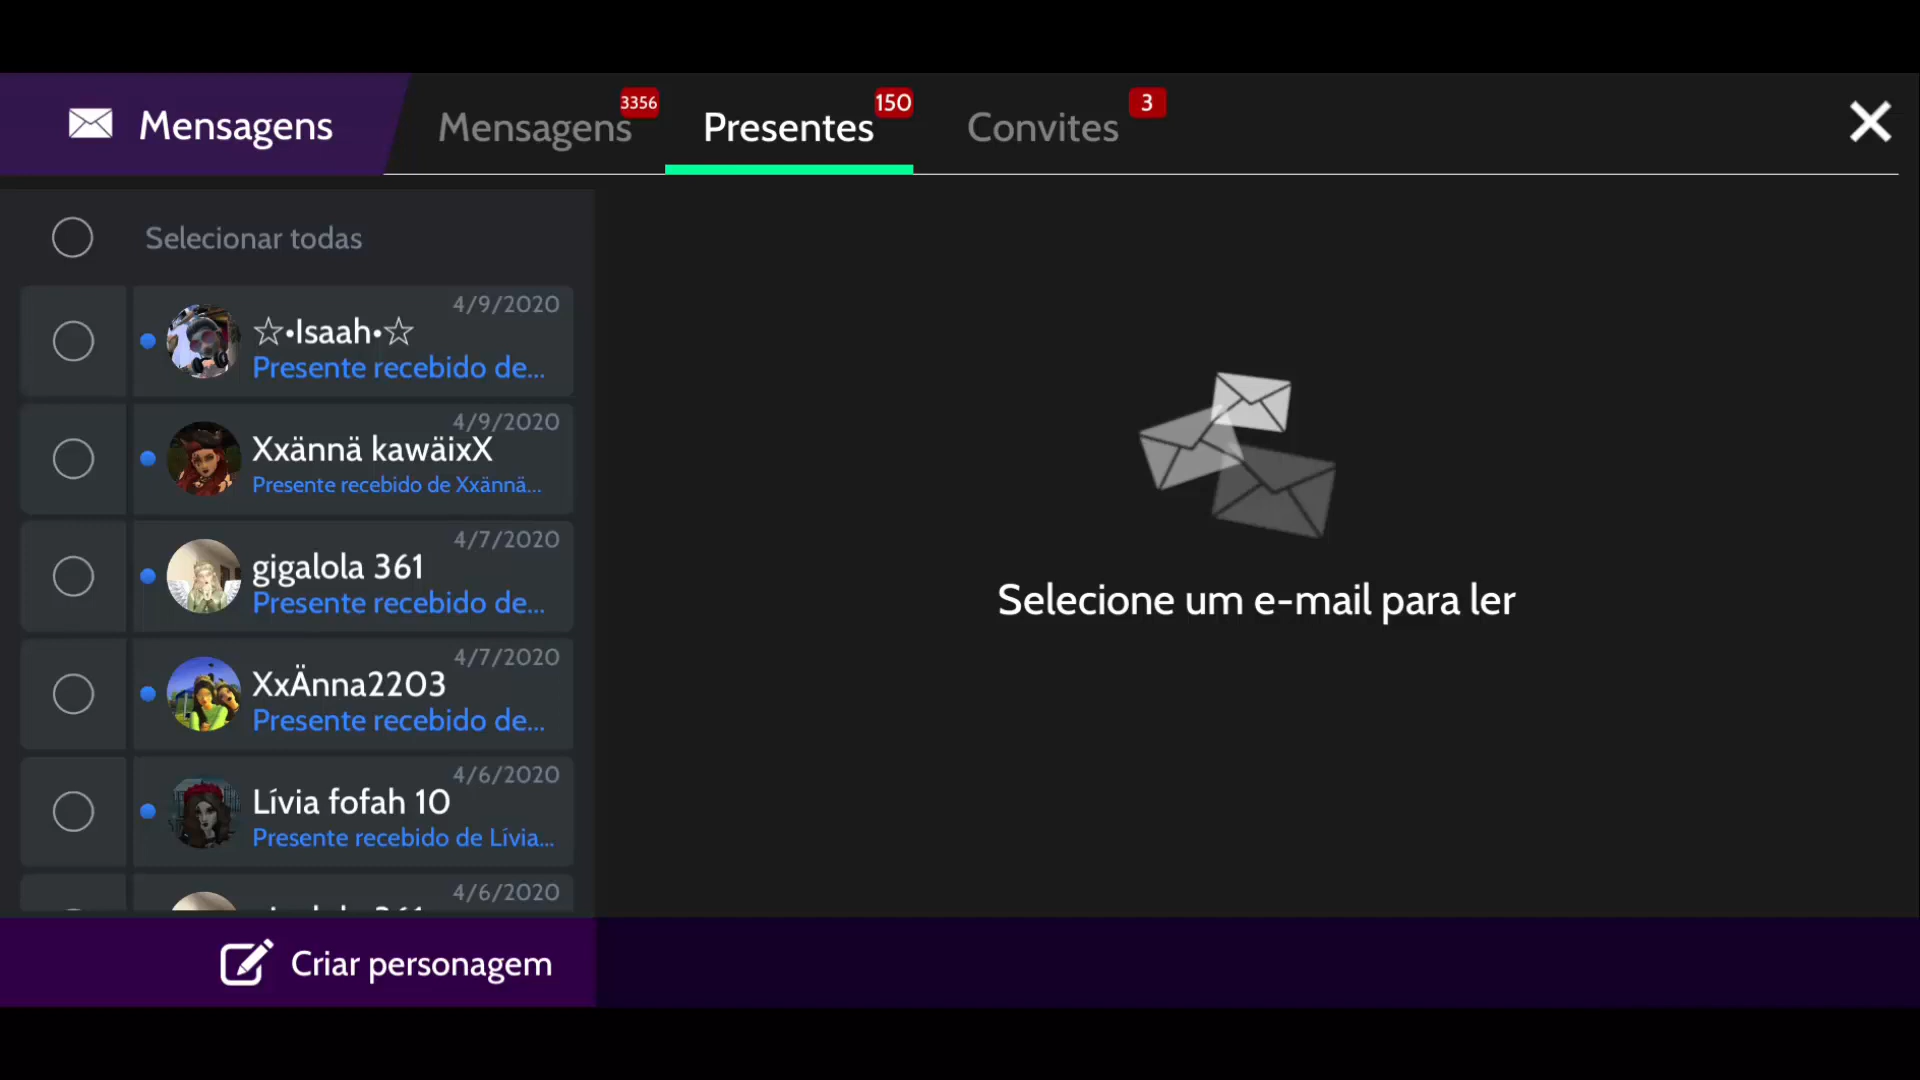 Mensagens
Mensagens 3356
Presentes 150
Convites 3
Selecionar todas
4/9/2020
☆•Isaah•☆
Presente recebido de...
4/9/2020
Xxännä kawäixX
Presente recebido de Xxännä...
4/7/2020
gigalola 361
Presente recebido de...
4/7/2020
XxÄnna2203
Presente recebido de...
4/6/2020
Lívia fofah 10
Presente recebido de Lívia...
4/6/2020
Selecione um e-mail para ler
Criar personagem